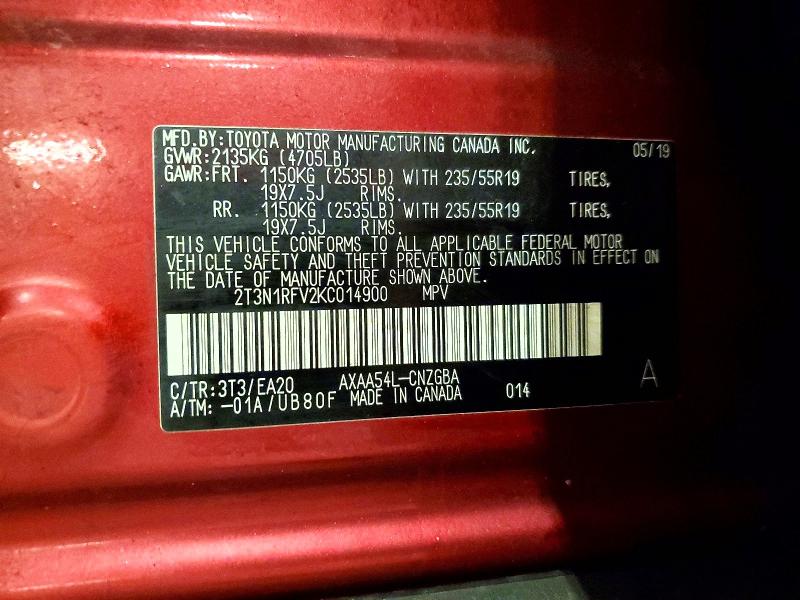 MFD.BY:TOYOTA MOTOR MANUFACTURING CANADA INC. 05/19
GVWR:2135KG (4705LB)
GAWR:FRT. 1150KG (2535LB) WITH 235/55R19 TIRES,
19X7.5J RIMS.
RR. 1150KG (2535LB) WITH 235/55R19 TIRES,
19X7.5J RIMS.
THIS VEHICLE CONFORMS TO ALL APPLICABLE FEDERAL MOTOR
VEHICLE SAFETY AND THEFT PREVENTION STANDARDS IN EFFECT ON
THE DATE OF MANUFACTURE SHOWN ABOVE.
2T3N1RFV2KC014900 MPV
A
C/TR:3T3/EA20 AXAA54L-CNZGBA
A/TM:-01A/UB80F MADE IN CANADA 014